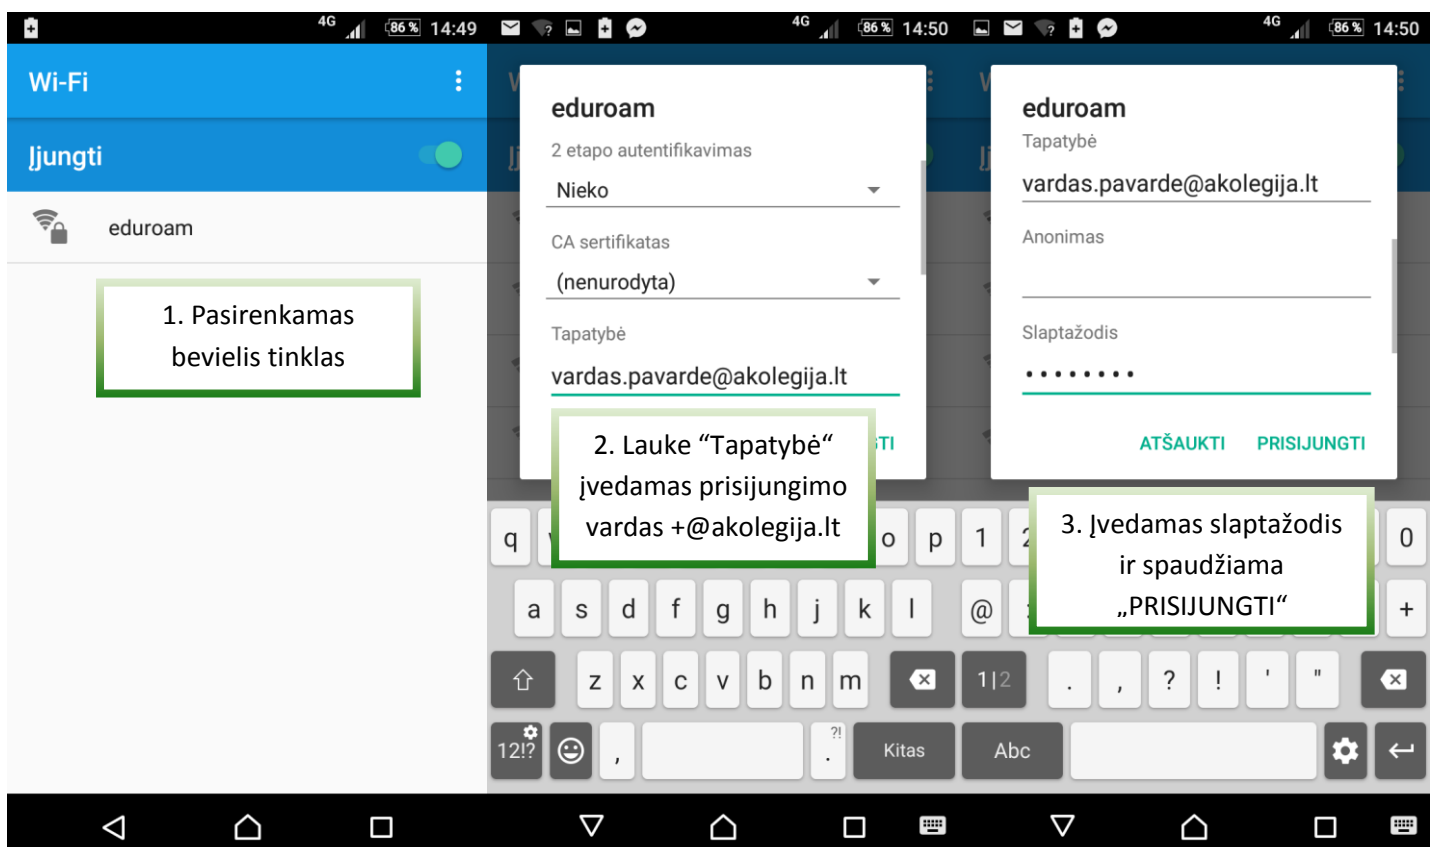 4G 86% 14:49
Wi-Fi
Įjungti
eduroam
1. Pasirenkamas
bevielis tinklas
4G 86% 14:50
eduroam
2 etapo autentifikavimas
Nieko
CA sertifikatas
(nenurodyta)
Tapatybė
vardas.pavarde@akolegija.lt
2. Lauke “Tapatybė“
įvedamas prisijungimo
vardas +@akolegija.lt
q o p
a s d f g h j k l
z x c v b n m
12!? , ?! . Kitas
4G 86% 14:50
eduroam
Tapatybė
vardas.pavarde@akolegija.lt
Anonimas
Slaptažodis
••••••••
ATŠAUKTI PRISIJUNGTI
3. Įvedamas slaptažodis
ir spaudžiama
„PRISIJUNGTI“
1 0
@ +
1|2 . , ? ! ' "
Abc